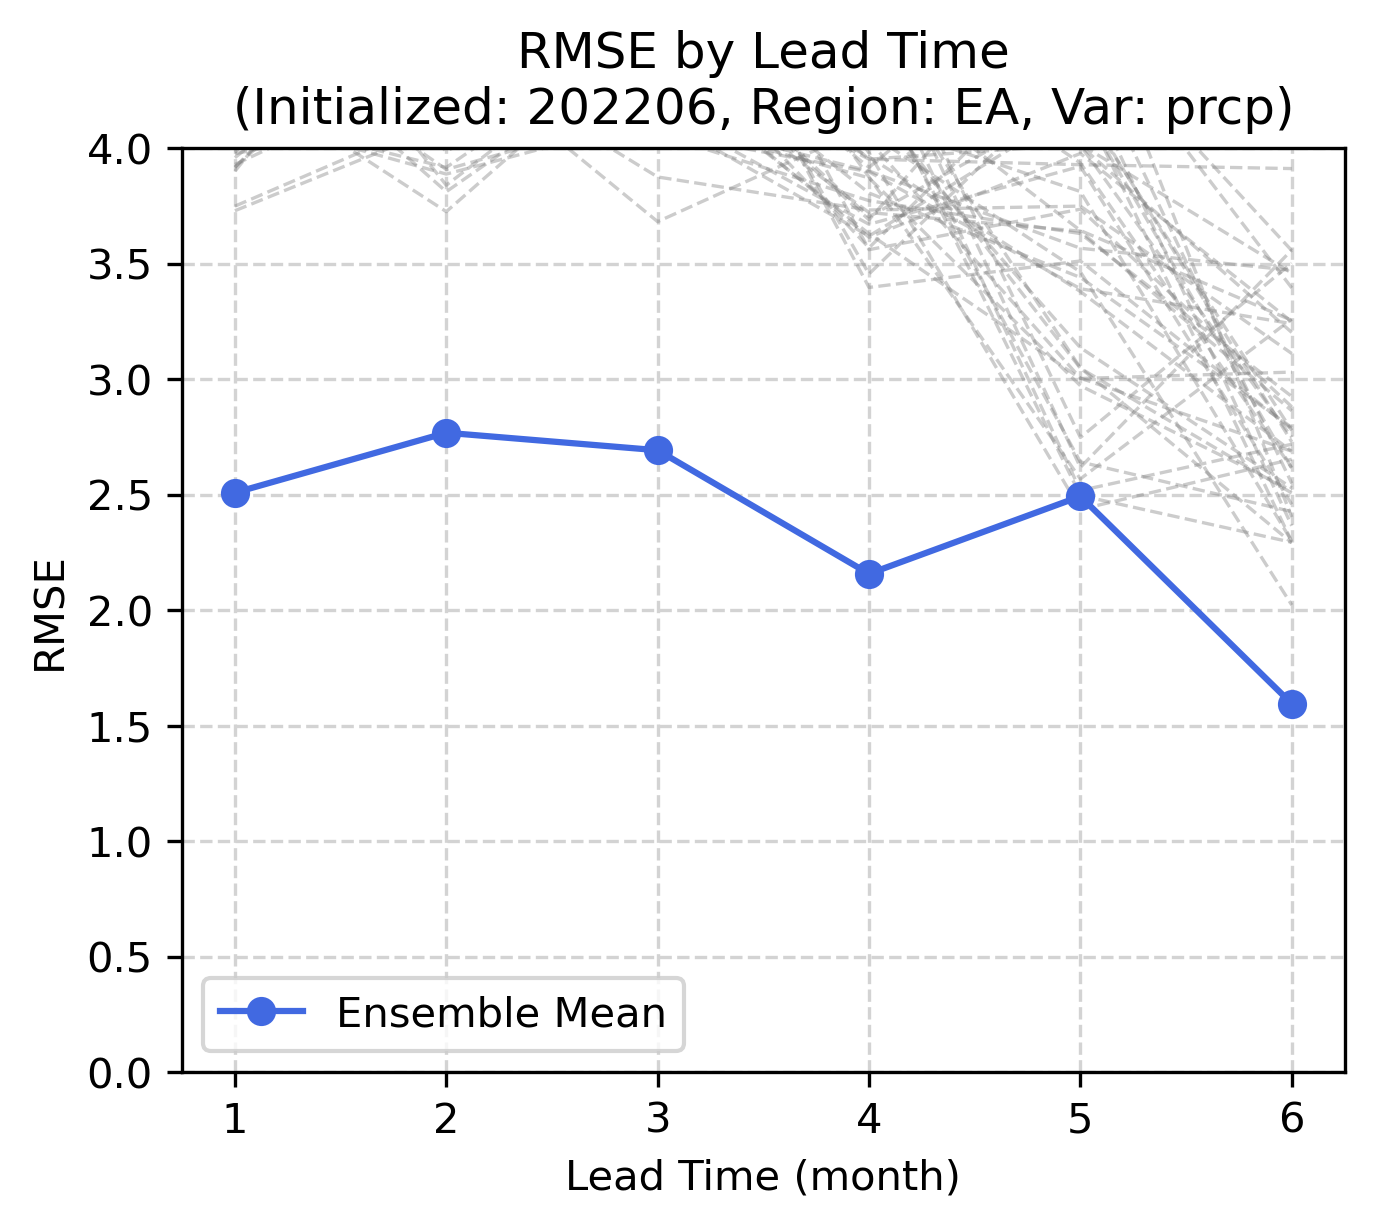 RMSE by Lead Time
(Initialized: 202206, Region: EA, Var: prcp)
4.0
3.5
3.0
2.5
2.0
1.5
1.0
0.5
0.0
RMSE
Ensemble Mean
1 2 3 4 5 6
Lead Time (month)